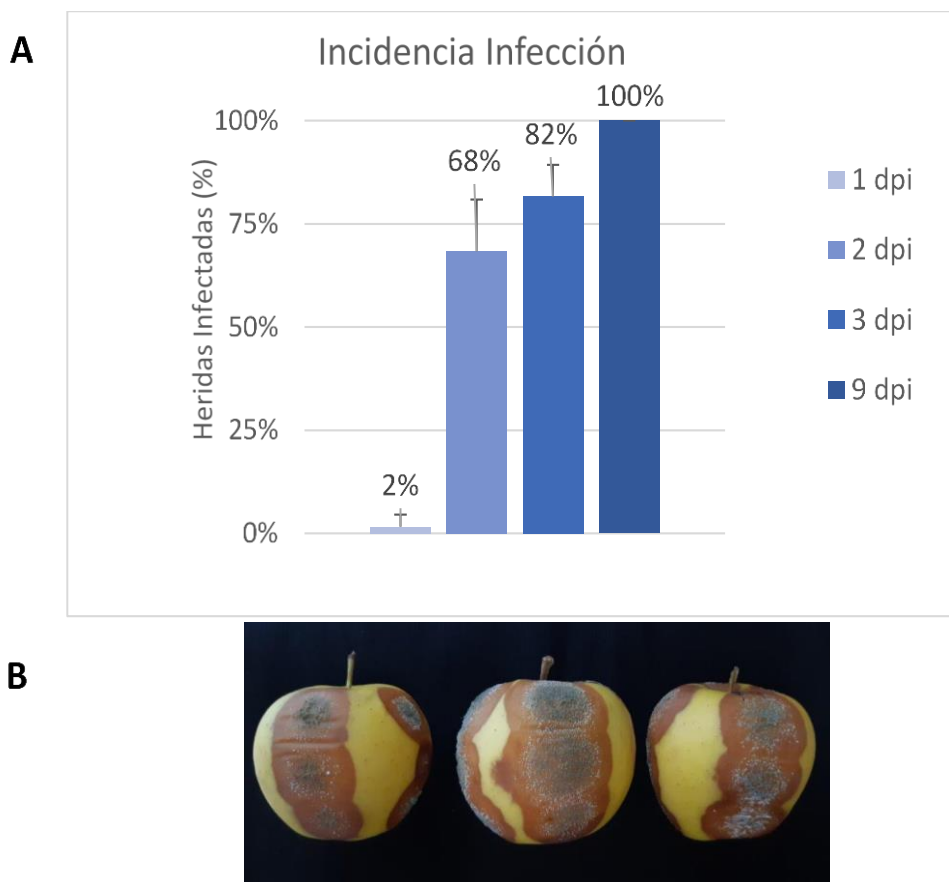 A
Incidencia Infección
Heridas Infectadas (%)
100%
75%
50%
25%
0%
2%
68%
82%
100%
1 dpi
2 dpi
3 dpi
9 dpi
B